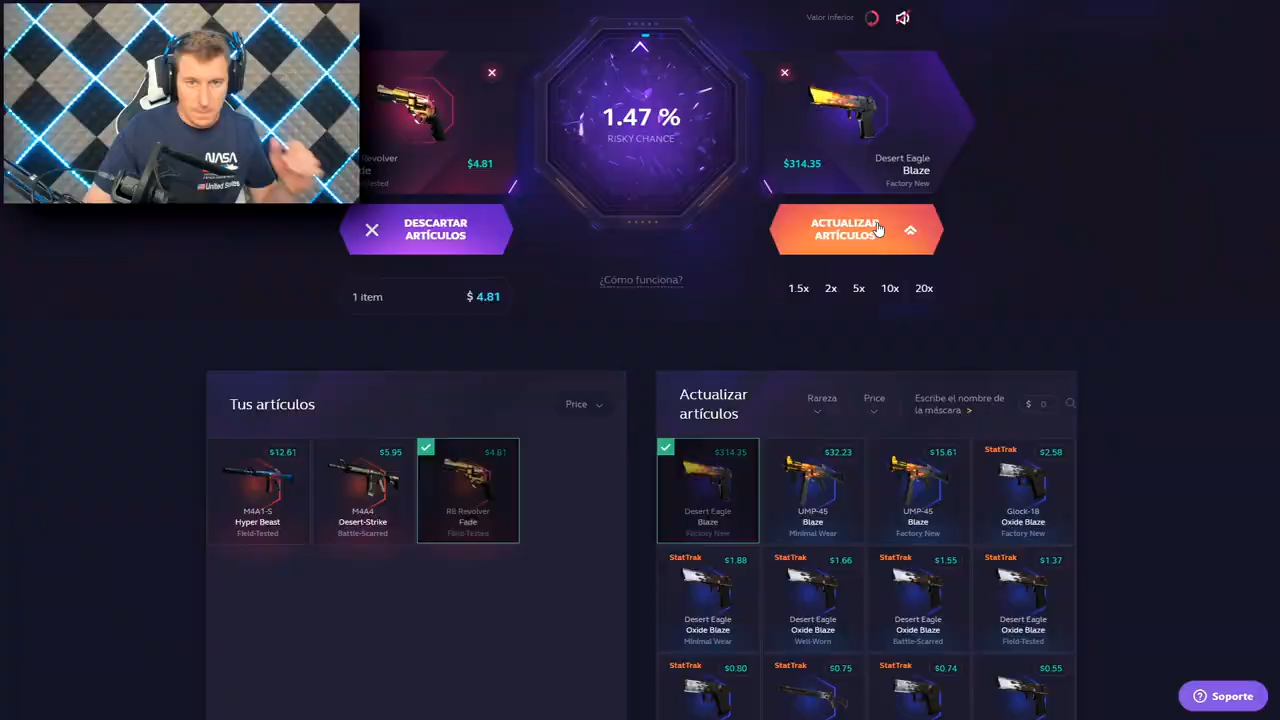 Valor inferior
NASA
United States
1.47 %
RISKY CHANCE
Revolver
$4.81
$314.35
Desert Eagle
Blaze
Factory New
DESCARTAR
ARTÍCULOS
ACTUALIZAR
ARTÍCULOS
1 item
$ 4.81
¿Cómo funciona?
1.5x 2x 5x 10x 20x
Tus artículos
Price
$12.61
M4A1-S
Hyper Beast
Field-Tested
$5.95
M4A4
Desert-Strike
Battle-Scarred
$4.81
R8 Revolver
Fade
Field-Tested
Actualizar
artículos
Rareza
Price
Escribe el nombre de
la máscara >
$ 0
$314.35
Desert Eagle
Blaze
Factory New
$32.23
UMP-45
Blaze
Minimal Wear
$15.61
UMP-45
Blaze
Factory New
StatTrak $2.58
Glock-18
Oxide Blaze
Factory New
StatTrak $1.88
Desert Eagle
Oxide Blaze
Minimal Wear
StatTrak $1.66
Desert Eagle
Oxide Blaze
Well-Worn
StatTrak $1.55
Desert Eagle
Oxide Blaze
Battle-Scarred
StatTrak $1.37
Desert Eagle
Oxide Blaze
Field-Tested
StatTrak $0.80
StatTrak $0.75
StatTrak $0.74
$0.55
Soporte